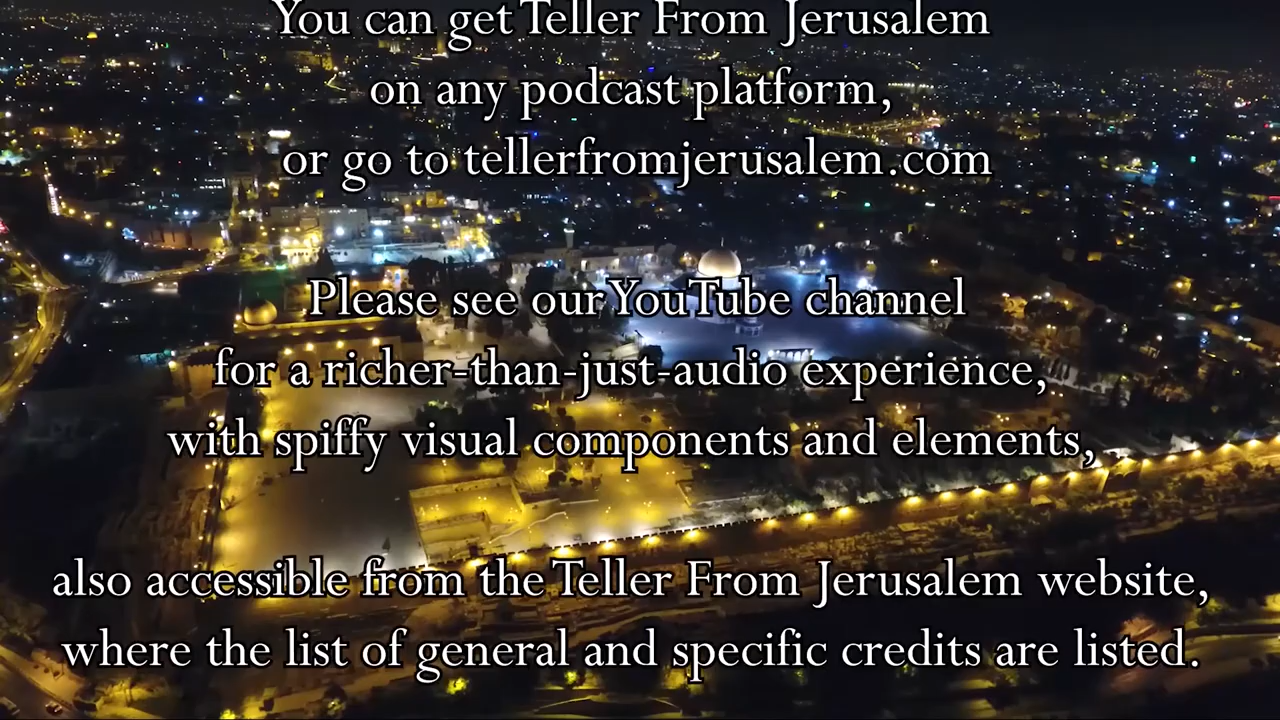 You can get Teller From Jerusalem
on any podcast platform,
or go to tellerfromjerusalem.com
Please see our YouTube channel
for a richer-than-just-audio experience,
with spiffy visual components and elements,
also accessible from the Teller From Jerusalem website,
where the list of general and specific credits are listed.